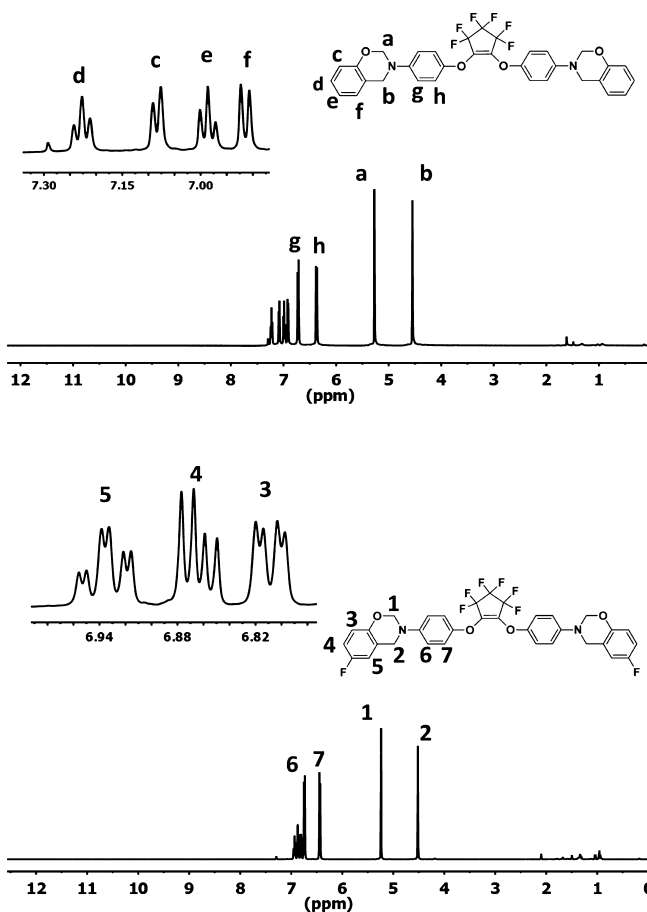 F F
F F
F F
a
O
O
c
N
O
O
N
d
e
f
b
g
h
d c e f
7.30 7.15 7.00
a b
g h
12 11 10 9 8 7 6 5 4 3 2 1
(ppm)
5 4 3
6.94 6.88 6.82
F F
F F
F F
1
3
O
O
4
N
O
O
N
F
5
2
6 7
F
1 2
6 7
12 11 10 9 8 7 6 5 4 3 2 1 0
(ppm)